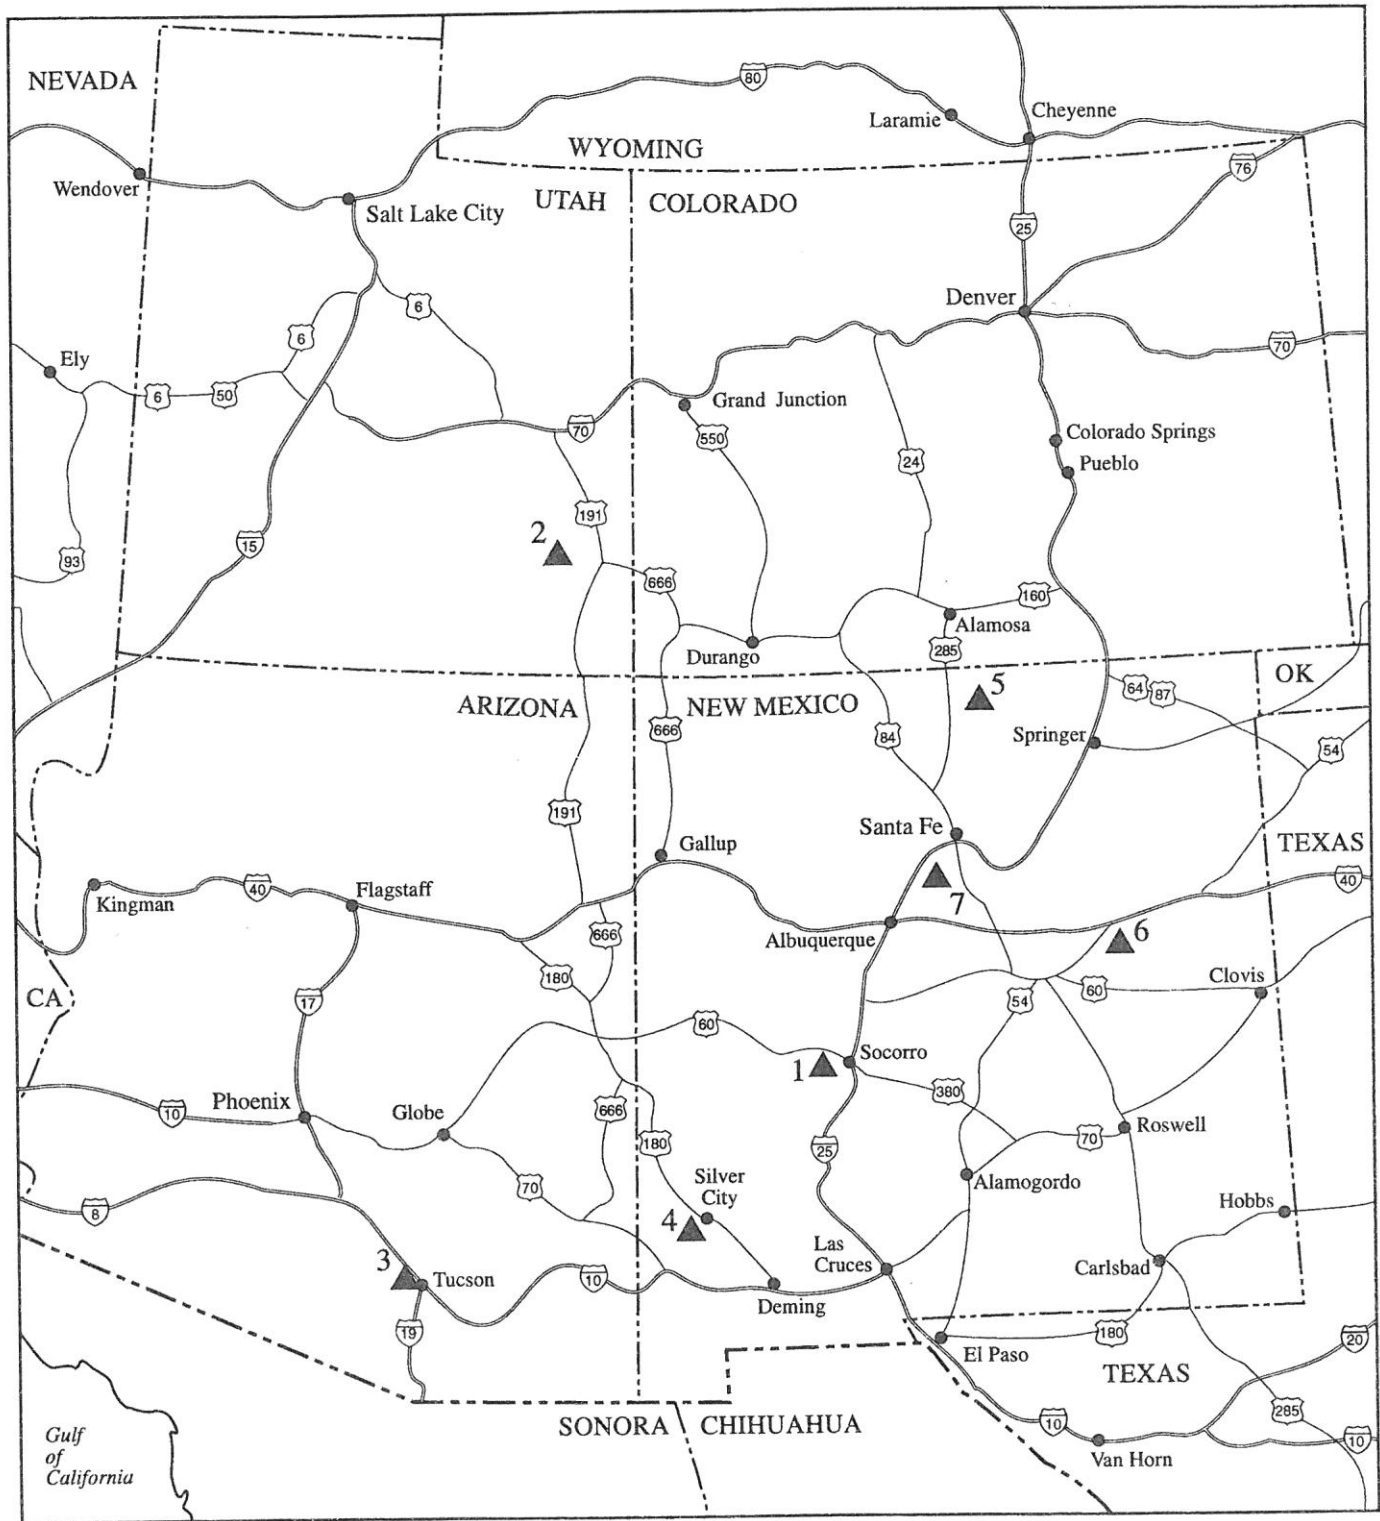 NEVADA
80
Laramie
Cheyenne
WYOMING
76
Wendover
UTAH
COLORADO
Salt Lake City
25
Denver
6
6
70
Ely
6
50
Grand Junction
70
550
Colorado Springs
24
Pueblo
191
2
15
93
666
160
Alamosa
Durango
285
5
OK
64
87
ARIZONA
NEW MEXICO
666
84
Springer
54
191
Santa Fe
Gallup
TEXAS
40
Kingman
40
Flagstaff
7
666
Albuquerque
6
180
Clovis
CA
17
60
54
60
1
Socorro
10
Phoenix
Globe
666
380
Roswell
180
25
70
70
Silver
City
Alamogordo
8
4
Hobbs
Las
Cruces
3
Tucson
10
Carlsbad
Deming
19
180
20
El Paso
TEXAS
SONORA
CHIHUAHUA
10
285
10
Gulf
of
California
Van Horn